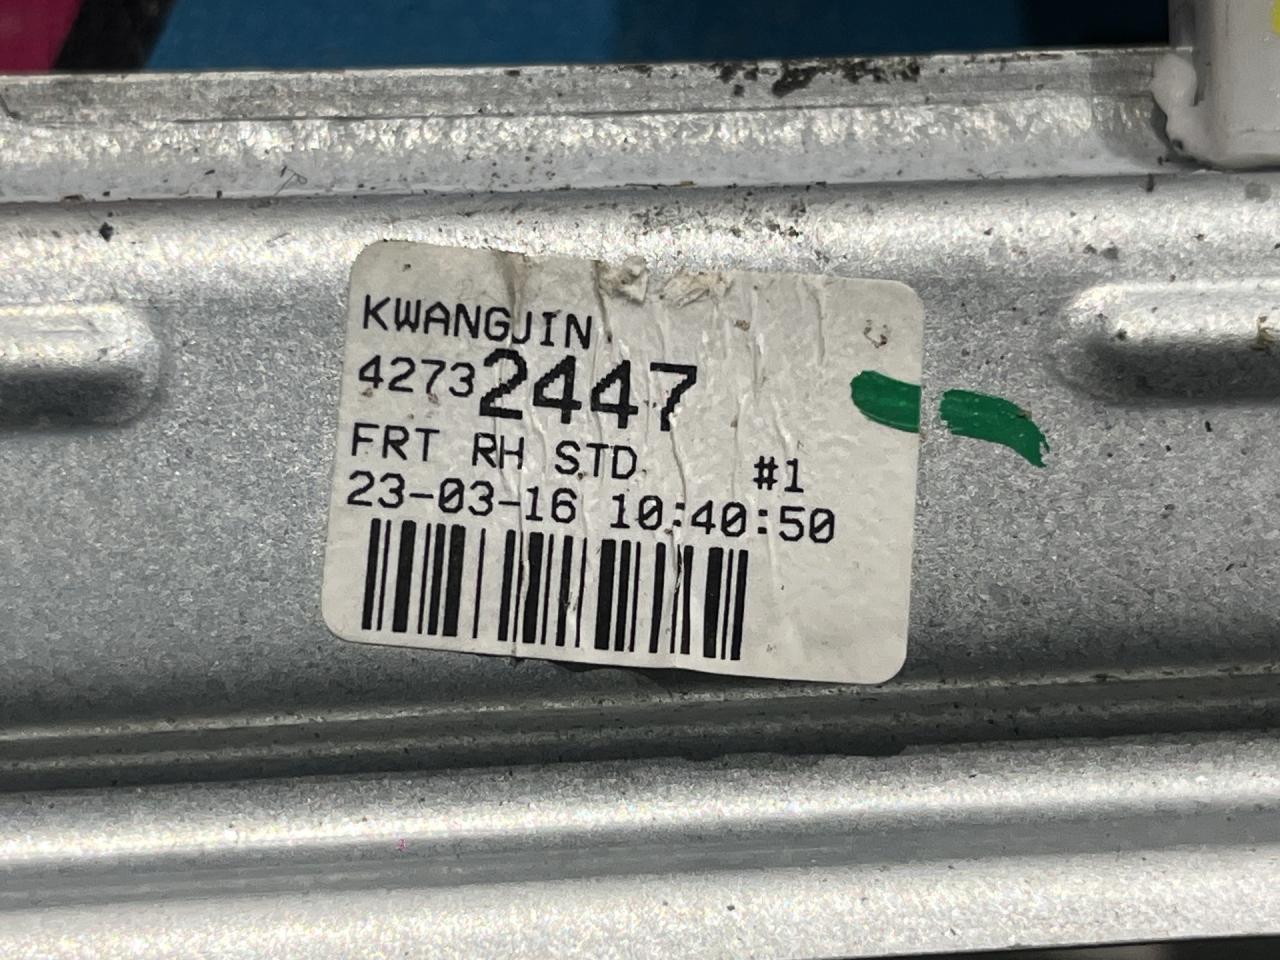 KWANGJIN
42732447
FRT RH STD #1
23-03-16 10:40:50